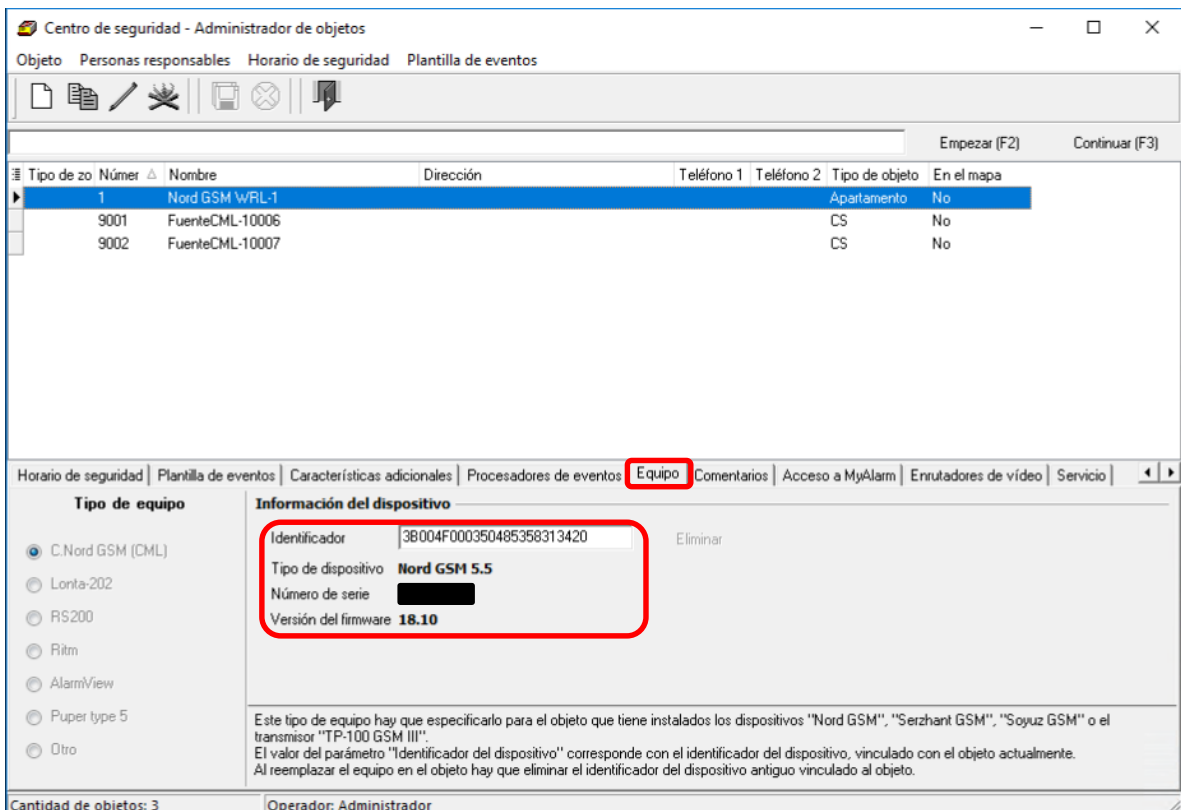 Centro de seguridad - Administrador de objetos
Objeto Personas responsables Horario de seguridad Plantilla de eventos
Empezar (F2) Continuar (F3)
Tipo de zo Númer Nombre Dirección Teléfono 1 Teléfono 2 Tipo de objeto En el mapa
1 Nord GSM WRL-1 Apartamento No
9001 FuenteCML-10006 CS No
9002 FuenteCML-10007 CS No
Horario de seguridad Plantilla de eventos Características adicionales Procesadores de eventos Equipo Comentarios Acceso a MyAlarm Enrutadores de vídeo Servicio
Tipo de equipo
C.Nord GSM (CML)
Lonta-202
RS200
Ritm
AlarmView
Puper type 5
Otro
Información del dispositivo
Identificador 3B004F000350485358313420 Eliminar
Tipo de dispositivo Nord GSM 5.5
Número de serie
Versión del firmware 18.10
Este tipo de equipo hay que especificarlo para el objeto que tiene instalados los dispositivos "Nord GSM", "Serzhant GSM", "Soyuz GSM" o el
transmisor "TP-100 GSM III".
El valor del parámetro "Identificador del dispositivo" corresponde con el identificador del dispositivo, vinculado con el objeto actualmente.
Al reemplazar el equipo en el objeto hay que eliminar el identificador del dispositivo antiguo vinculado al objeto.
Cantidad de objetos: 3 Operador: Administrador